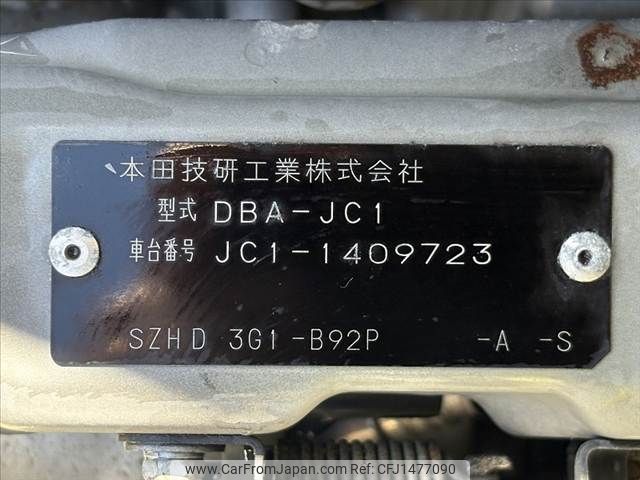 本田技研工業株式会社
型式 DBA-JC1
車台番号 JC1-1409723
SZHD 3G1-B92P -A -S
www.CarFromJapan.com Ref:CFJ1477090